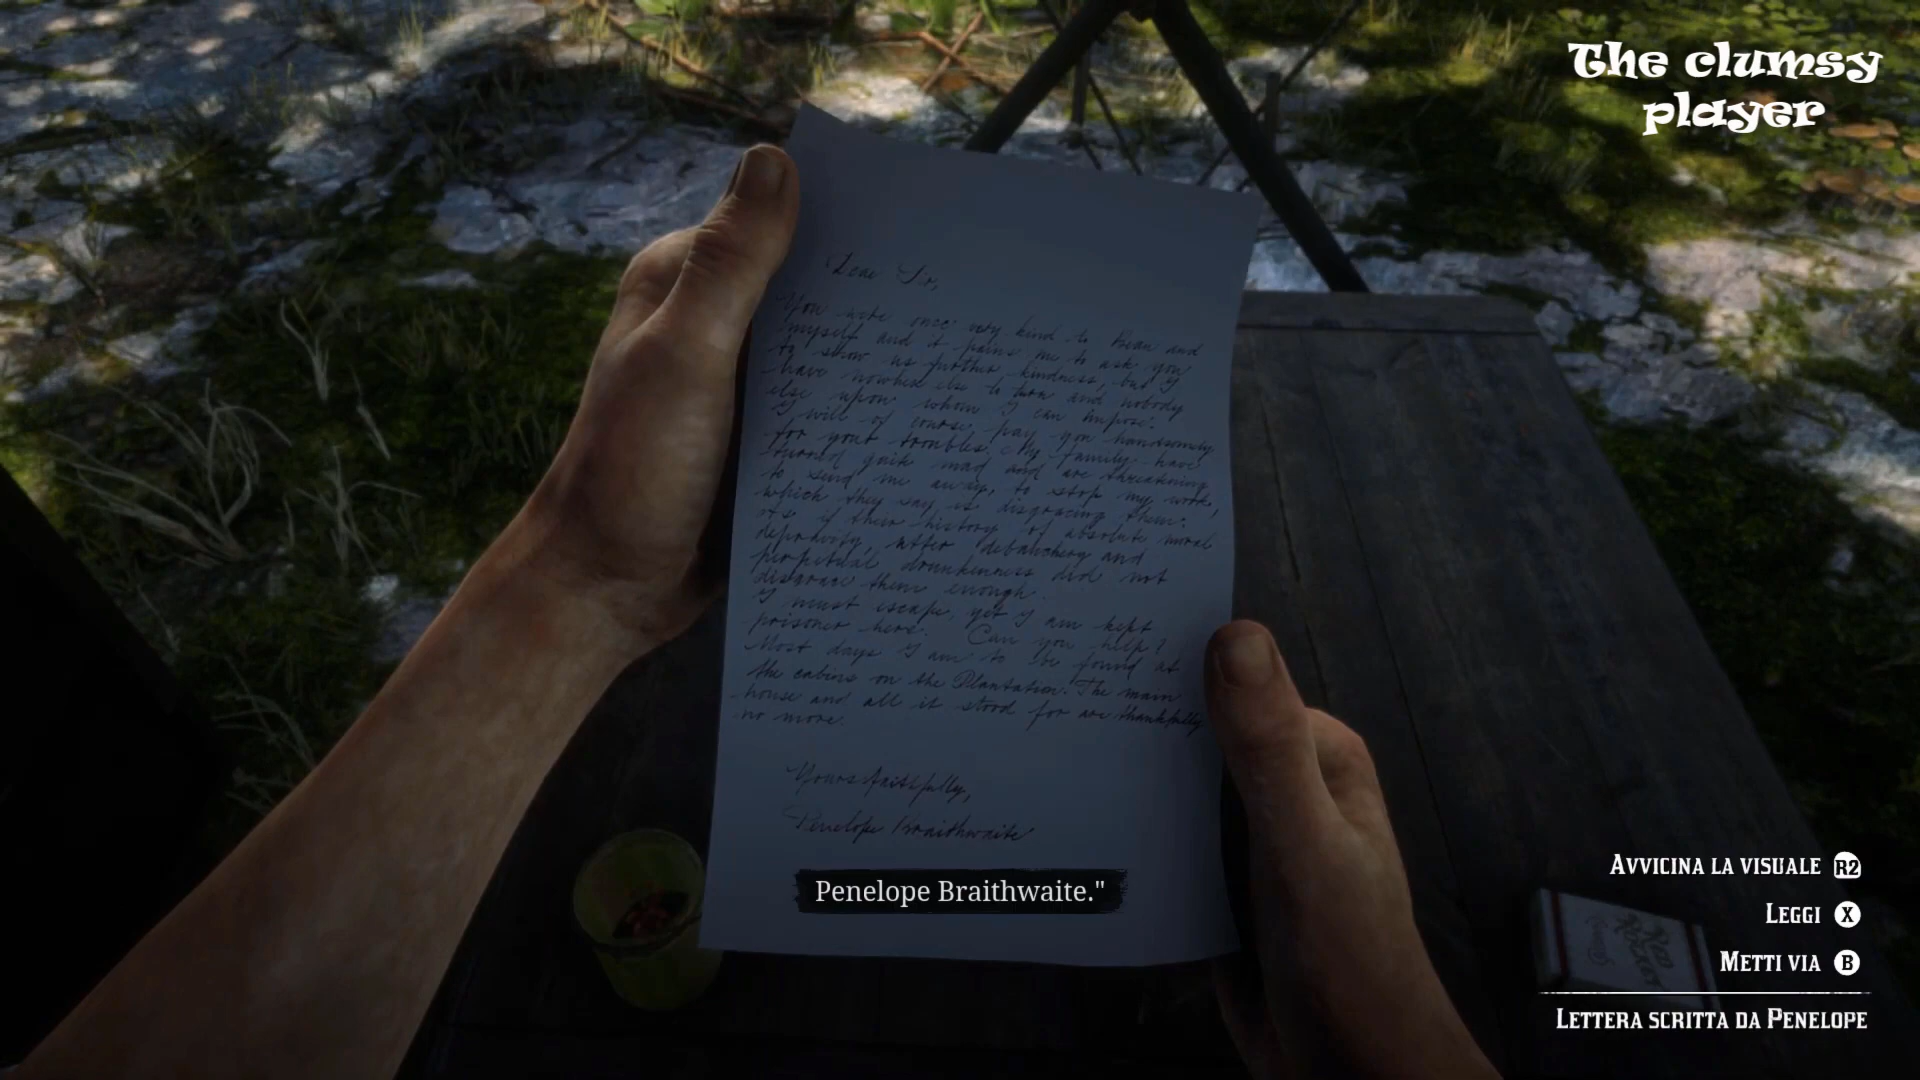 The clumsy
player
Dear Sir,
You were once very kind to Beau and
myself and it pains me to ask you
to show us further kindness, but I
have nowhere else to turn and nobody
else upon whom I can impose.
I will of course pay you handsomely
for your troubles. My family have
turned quite mad and are threatening
to send me away, to stop my work,
which they say is disgracing them.
As if their history of absolute moral
depravity, utter debauchery and
perpetual drunkenness did not
disgrace them enough.
I must escape, yet I am kept
prisoner here. Can you help?
Most days I am to be found at
the cabins on the Plantation. The main
house and all it stood for are thankfully
no more.
Yours faithfully,
Penelope Braithwaite
Penelope Braithwaite."
AVVICINA LA VISUALE R2
LEGGI X
METTI VIA B
LETTERA SCRITTA DA PENELOPE